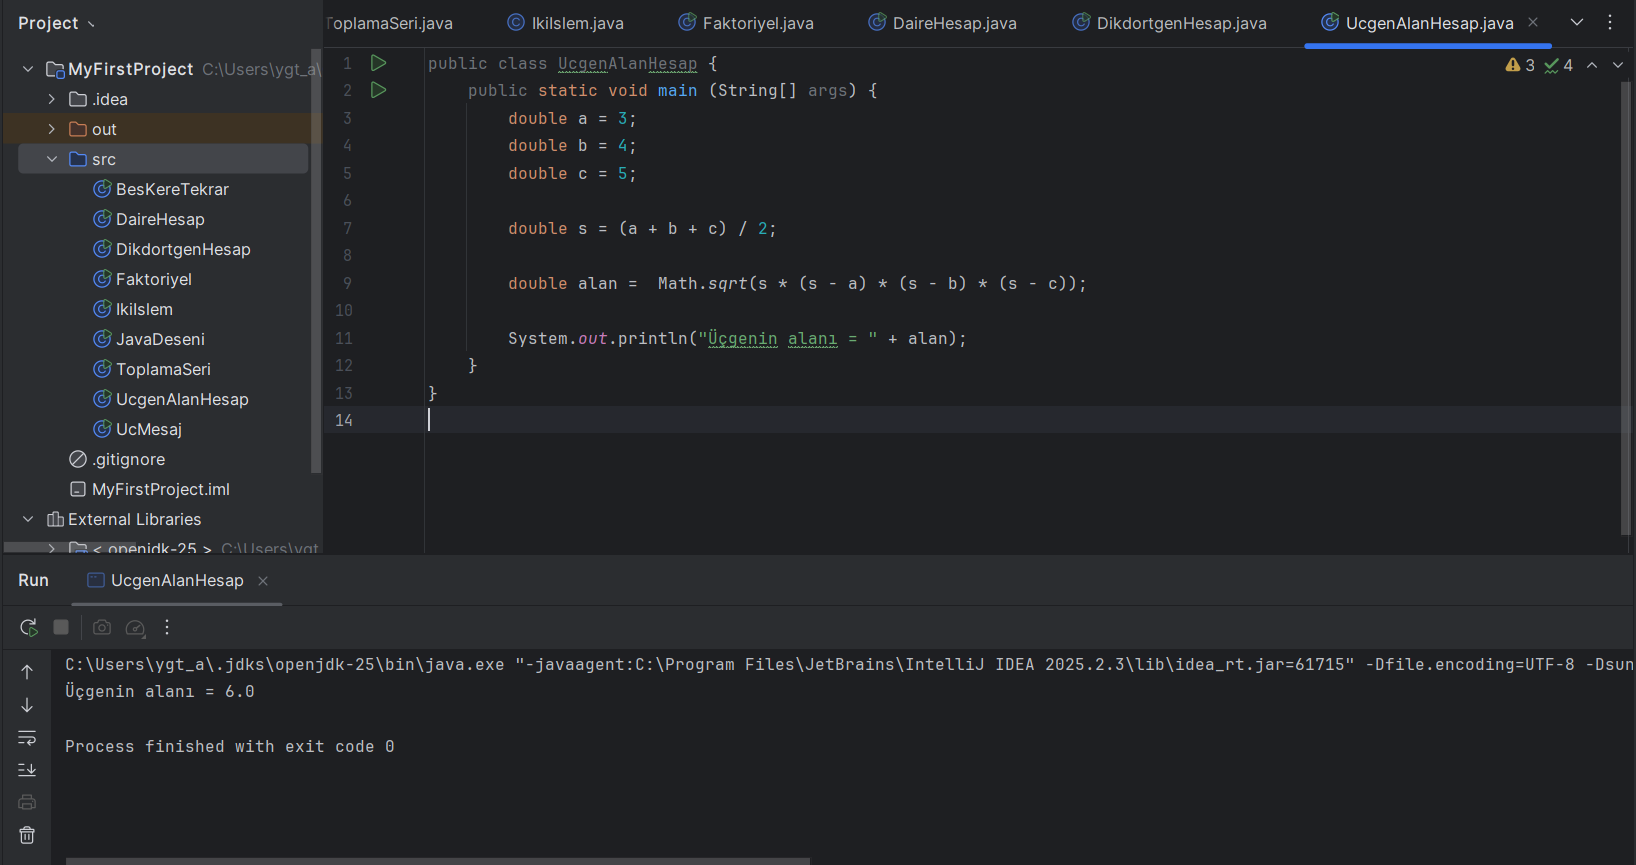 Project
MyFirstProject C:\Users\ygt_a\
.idea
out
src
BesKereTekrar
DaireHesap
DikdortgenHesap
Faktoriyel
IkiIslem
JavaDeseni
ToplamaSeri
UcgenAlanHesap
UcMesaj
.gitignore
MyFirstProject.iml
External Libraries
< openjdk-25 > C:\Users\ygt
ToplamaSeri.java IkiIslem.java Faktoriyel.java DaireHesap.java DikdortgenHesap.java UcgenAlanHesap.java
3 4
1 public class UcgenAlanHesap {
2 public static void main (String[] args) {
3 double a = 3;
4 double b = 4;
5 double c = 5;
6
7 double s = (a + b + c) / 2;
8
9 double alan =  Math.sqrt(s * (s - a) * (s - b) * (s - c));
10
11 System.out.println("Üçgenin alanı = " + alan);
12 }
13 }
14
Run UcgenAlanHesap
C:\Users\ygt_a\.jdks\openjdk-25\bin\java.exe "-javaagent:C:\Program Files\JetBrains\IntelliJ IDEA 2025.2.3\lib\idea_rt.jar=61715" -Dfile.encoding=UTF-8 -Dsun
Üçgenin alanı = 6.0
Process finished with exit code 0